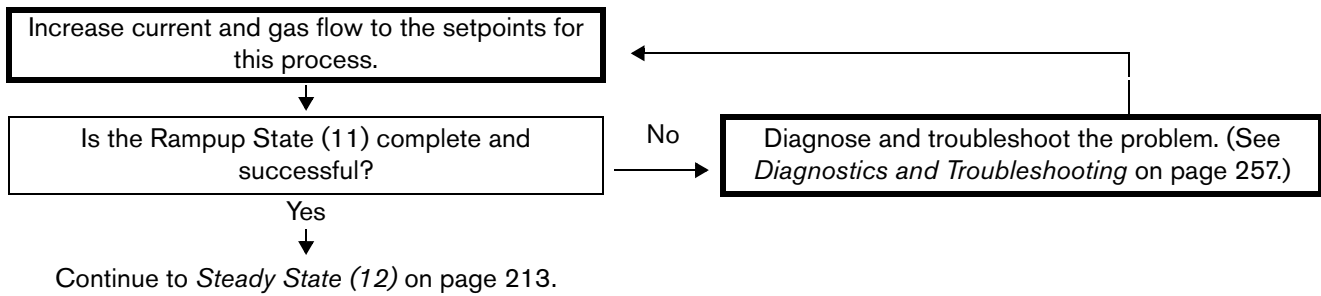 Increase current and gas flow to the setpoints for
this process.
Is the Rampup State (11) complete and
successful?
No
Diagnose and troubleshoot the problem. (See
Diagnostics and Troubleshooting on page 257.)
Yes
Continue to Steady State (12) on page 213.